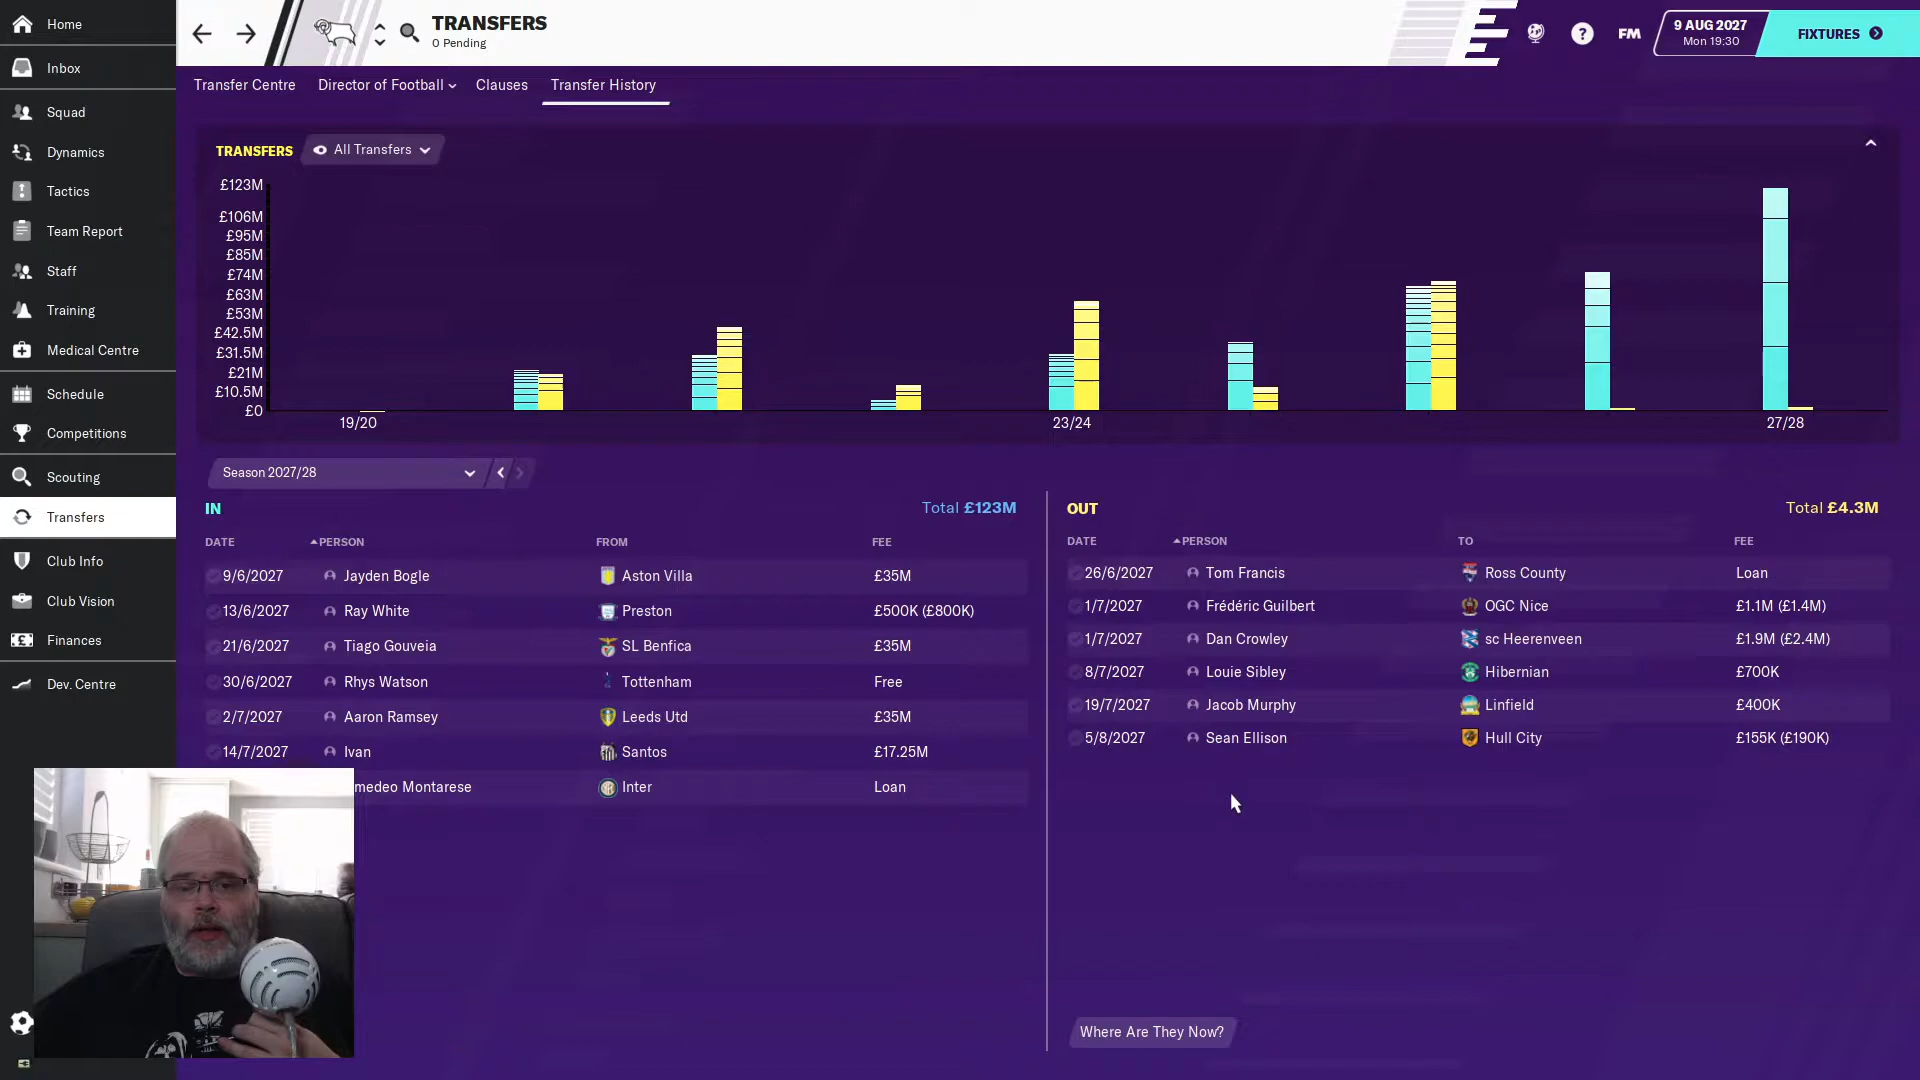 Home
Inbox
Squad
Dynamics
Tactics
Team Report
Staff
Training
Medical Centre
Schedule
Competitions
Scouting
Transfers
Club Info
Club Vision
Finances
Dev. Centre
TRANSFERS
0 Pending
?
FM
9 AUG 2027
Mon 19:30
FIXTURES
Transfer Centre
Director of Football
Clauses
Transfer History
TRANSFERS
All Transfers
£123M
£106M
£95M
£85M
£74M
£63M
£53M
£42.5M
£31.5M
£21M
£10.5M
£0
19/20
23/24
27/28
Season 2027/28
IN
Total £123M
DATE PERSON FROM FEE
9/6/2027 Jayden Bogle Aston Villa £35M
13/6/2027 Ray White Preston £500K (£800K)
21/6/2027 Tiago Gouveia SL Benfica £35M
30/6/2027 Rhys Watson Tottenham Free
2/7/2027 Aaron Ramsey Leeds Utd £35M
14/7/2027 Ivan Santos £17.25M
medeo Montarese Inter Loan
OUT
Total £4.3M
DATE PERSON TO FEE
26/6/2027 Tom Francis Ross County Loan
1/7/2027 Frédéric Guilbert OGC Nice £1.1M (£1.4M)
1/7/2027 Dan Crowley sc Heerenveen £1.9M (£2.4M)
8/7/2027 Louie Sibley Hibernian £700K
19/7/2027 Jacob Murphy Linfield £400K
5/8/2027 Sean Ellison Hull City £155K (£190K)
Where Are They Now?